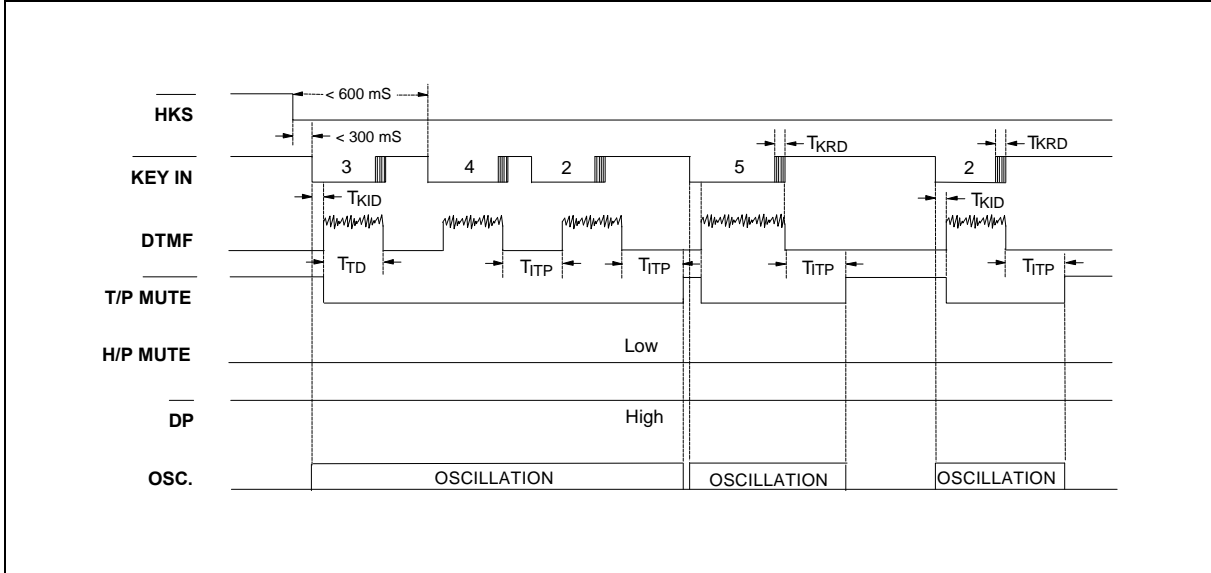 < 600 mS
HKS
< 300 mS
TKRD TKRD
KEY IN 3 4 2 5 2
TKID TKID
DTMF
TTD TITP TITP TITP TITP
T/P MUTE
H/P MUTE Low
DP High
OSC. OSCILLATION OSCILLATION OSCILLATION